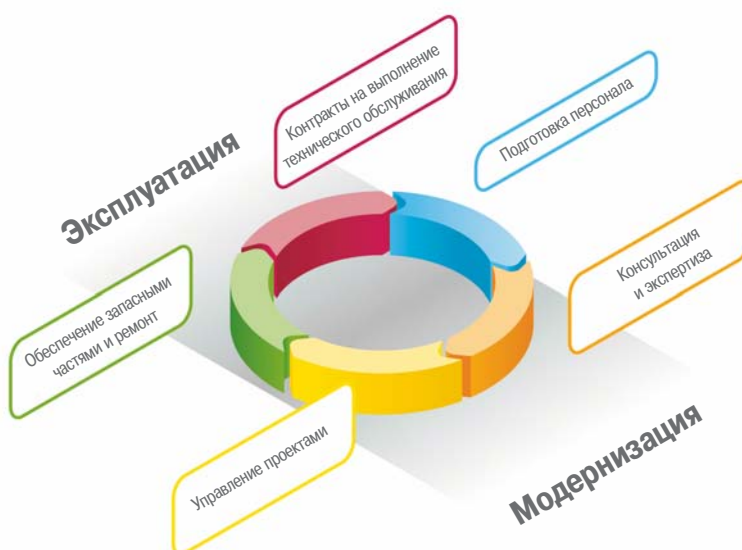 Контракты на выполнение
технического обслуживания
Подготовка персонала
Эксплуатация
Консультация
и экспертиза
Обеспечение запасными
частями и ремонт
Управление проектами
Модернизация